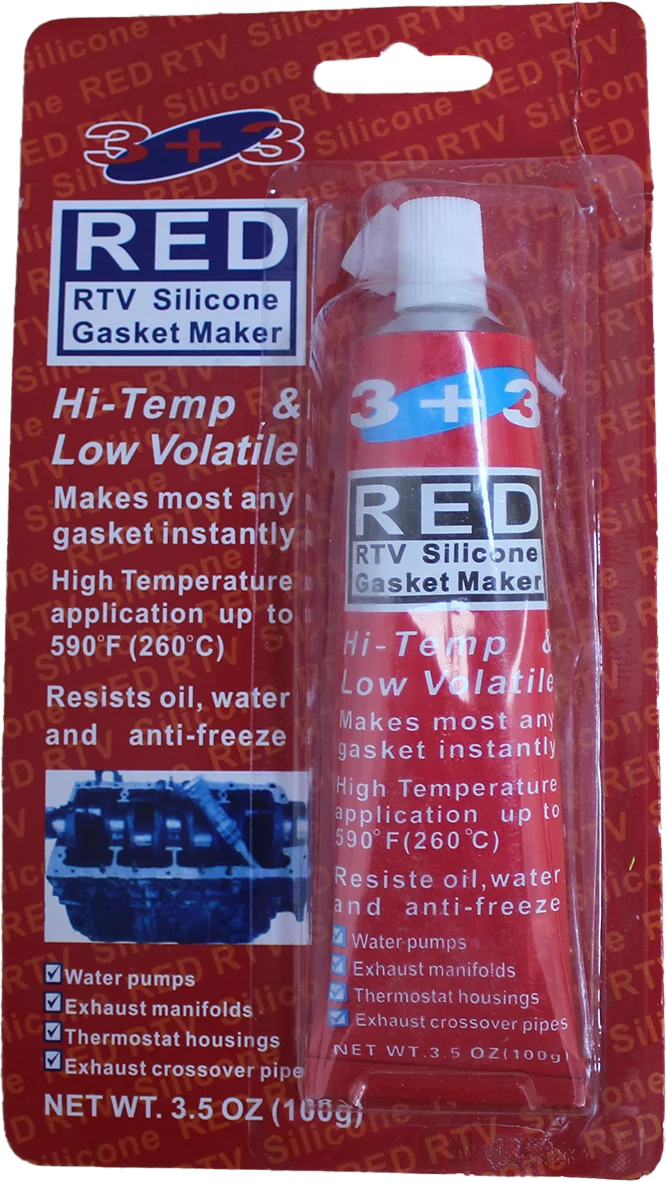 3+3
RED
RTV Silicone
Gasket Maker
Hi-Temp &
Low Volatile
Makes most any
gasket instantly
High Temperature
application up to
590°F (260°C)
Resists oil, water
and anti-freeze
Water pumps
Exhaust manifolds
Thermostat housings
Exhaust crossover pipe
NET WT. 3.5 OZ (100g)
3+3
RED
RTV Silicone
Gasket Maker
Hi-Temp &
Low Volatile
Makes most any
gasket instantly
High Temperature
application up to
590°F(260°C)
Resiste oil,water
and anti-freeze
Water pumps
Exhaust manifolds
Thermostat housings
Exhaust crossover pipes
NET WT.3.5 OZ(100g)
RED RTV Silicone